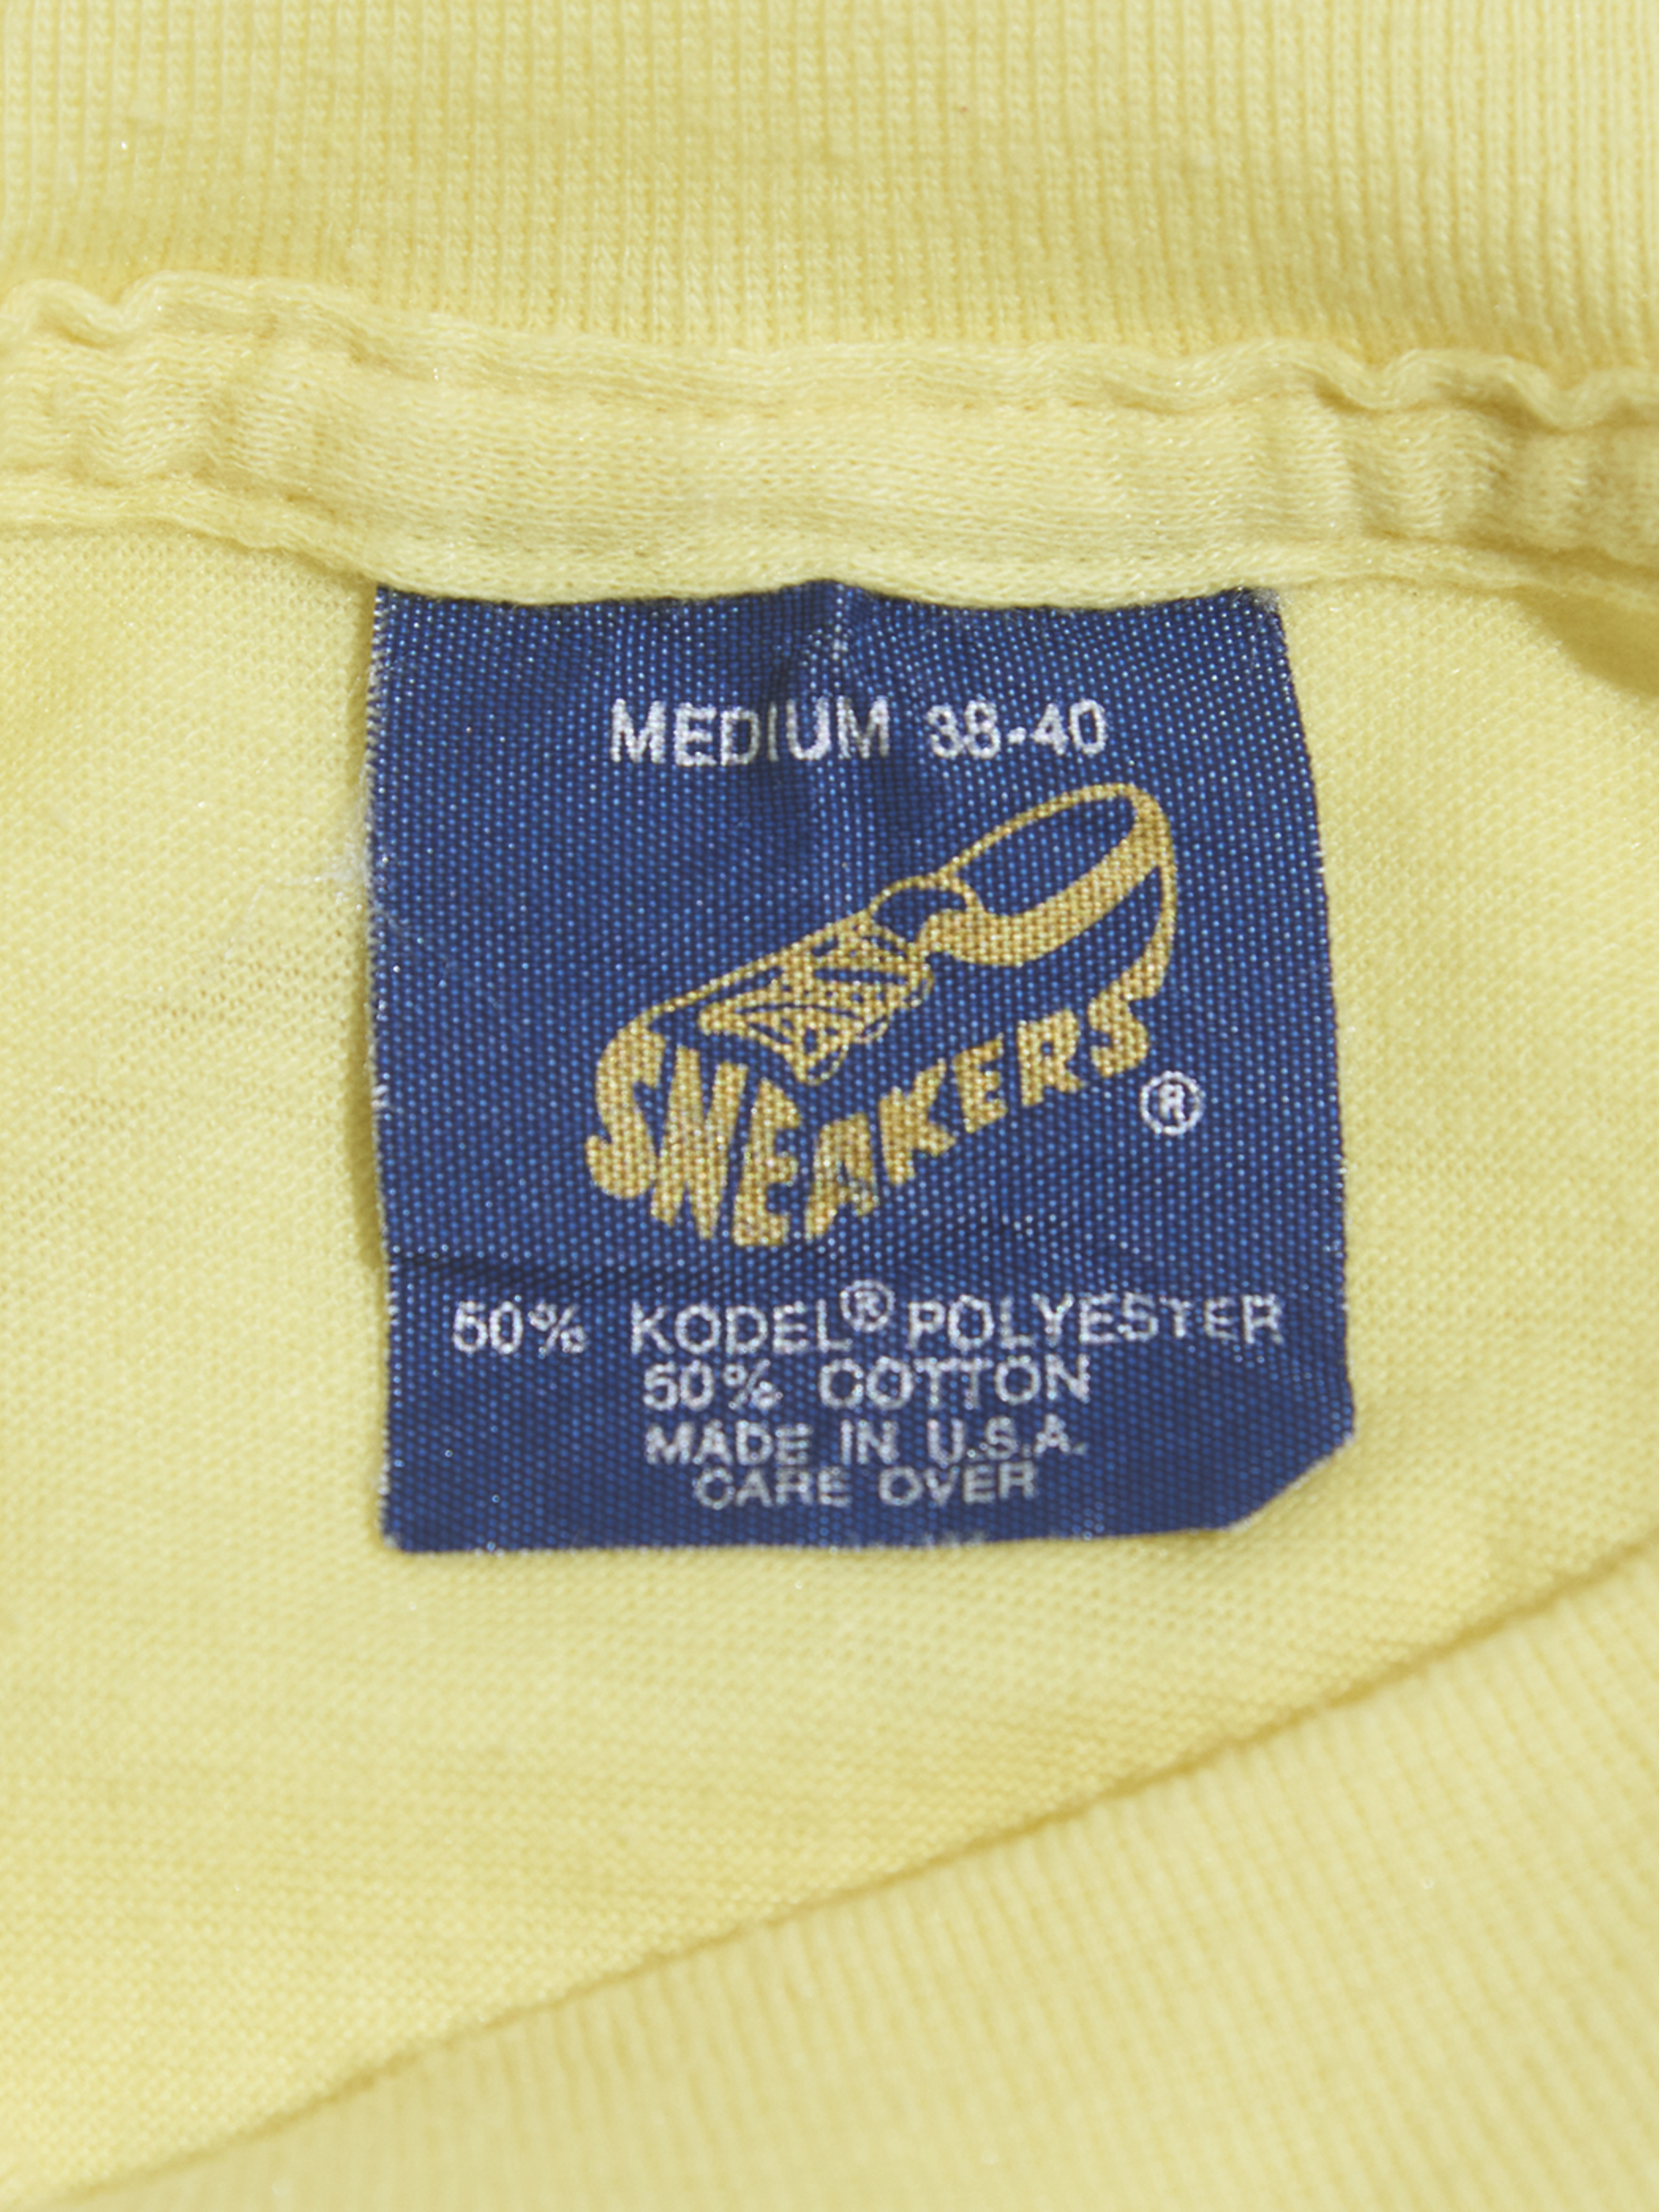 MEDIUM 38-40
SNEAKERS ®
50% KODEL® POLYESTER
50% COTTON
MADE IN U.S.A.
CARE OVER